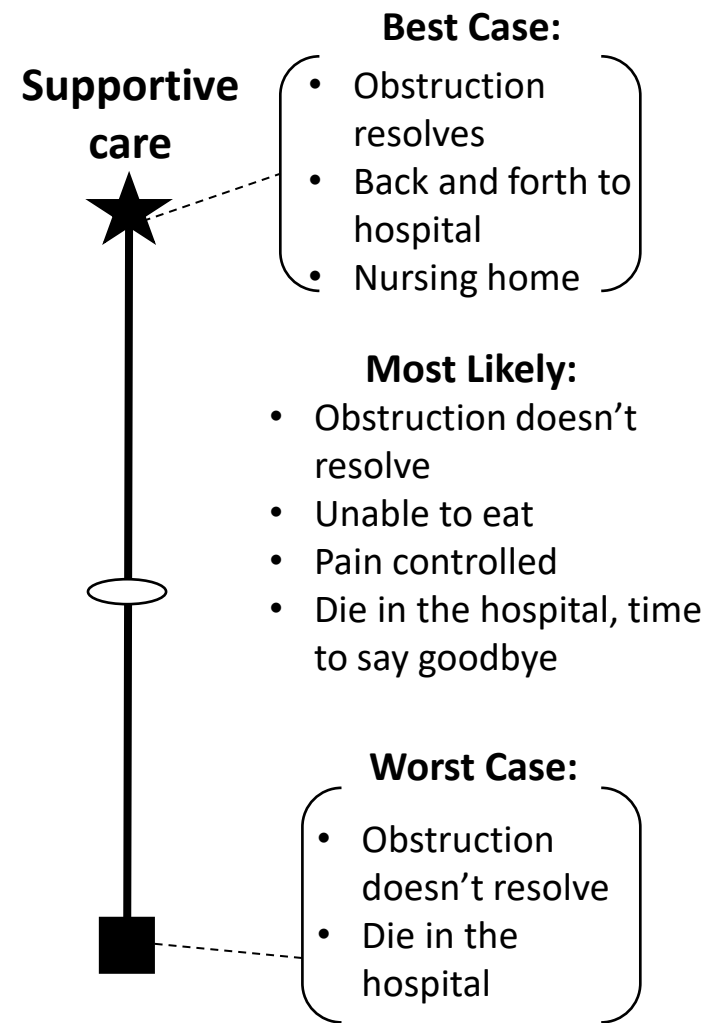 Supportive
care
Best Case:
• Obstruction
resolves
• Back and forth to
hospital
• Nursing home
Most Likely:
• Obstruction doesn’t
resolve
• Unable to eat
• Pain controlled
• Die in the hospital, time
to say goodbye
Worst Case:
• Obstruction
doesn’t resolve
• Die in the
hospital